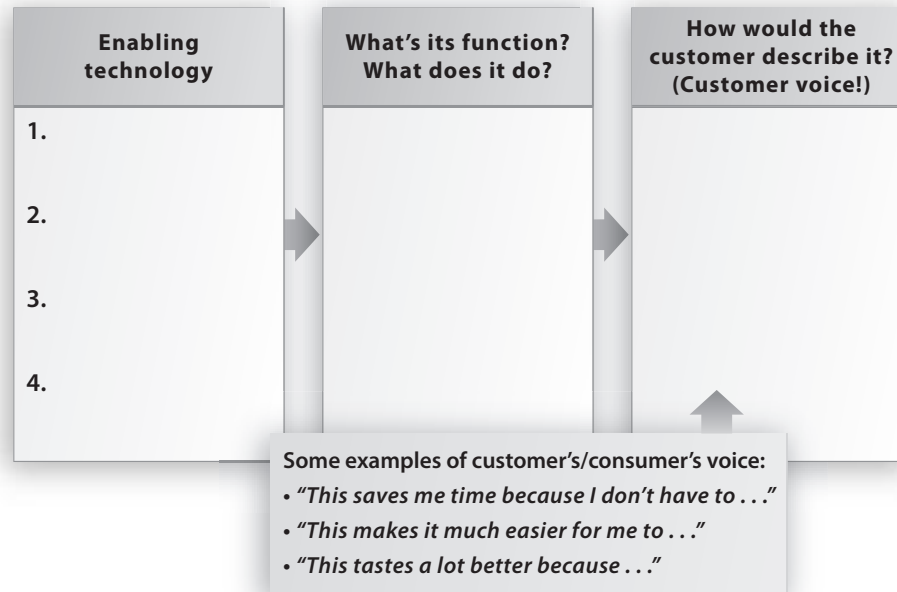 Enabling
technology
What’s its function?
What does it do?
How would the
customer describe it?
(Customer voice!)
1.
2.
3.
4.
Some examples of customer’s/consumer’s voice:
• “This saves me time because I don’t have to . . .”
• “This makes it much easier for me to . . .”
• “This tastes a lot better because . . .”